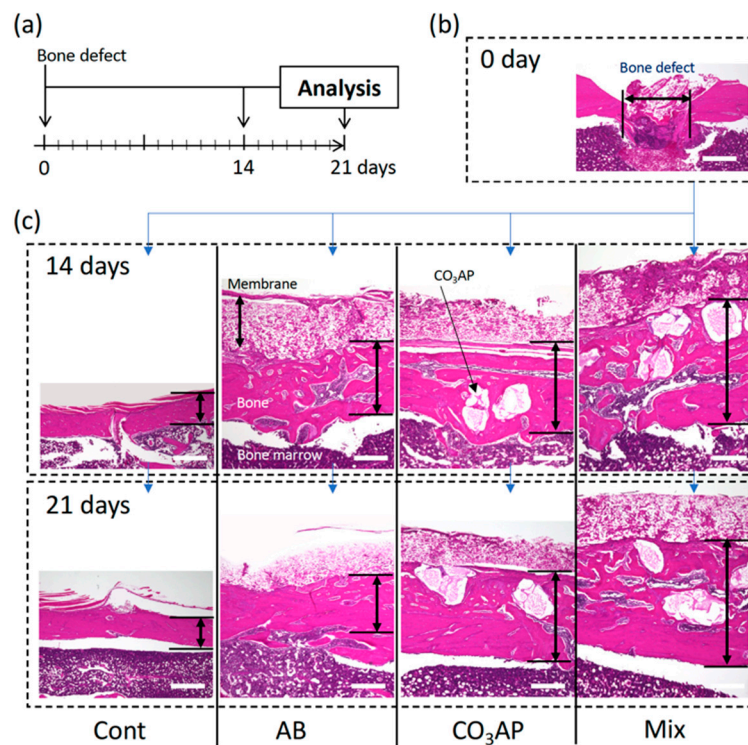 (a)
Bone defect
Analysis
0
14
21 days
(b)
0 day
Bone defect
(c)
14 days
Membrane
Bone
Bone marrow
CO₃AP
21 days
Cont
AB
CO₃AP
Mix